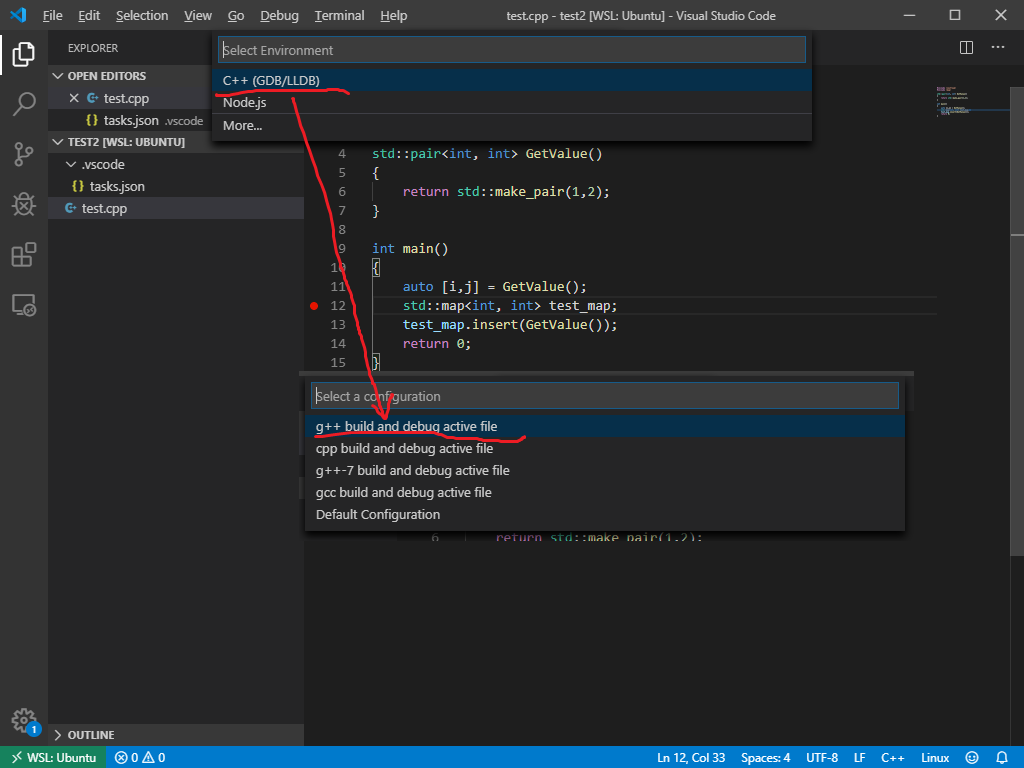 File Edit Selection View Go Debug Terminal Help test.cpp - test2 [WSL: Ubuntu] - Visual Studio Code
EXPLORER
OPEN EDITORS
test.cpp
{} tasks.json .vscode
TEST2 [WSL: UBUNTU]
.vscode
{} tasks.json
test.cpp
Select Environment
C++ (GDB/LLDB)
Node.js
More...
4 std::pair<int, int> GetValue()
5 {
6 return std::make_pair(1,2);
7 }
8
9 int main()
10 {
11 auto [i,j] = GetValue();
12 std::map<int, int> test_map;
13 test_map.insert(GetValue());
14 return 0;
15 }
Select a configuration
g++ build and debug active file
cpp build and debug active file
g++-7 build and debug active file
gcc build and debug active file
Default Configuration
6 return std::make_pair(1,2);
OUTLINE
1
WSL: Ubuntu 0 0 Ln 12, Col 33 Spaces: 4 UTF-8 LF C++ Linux